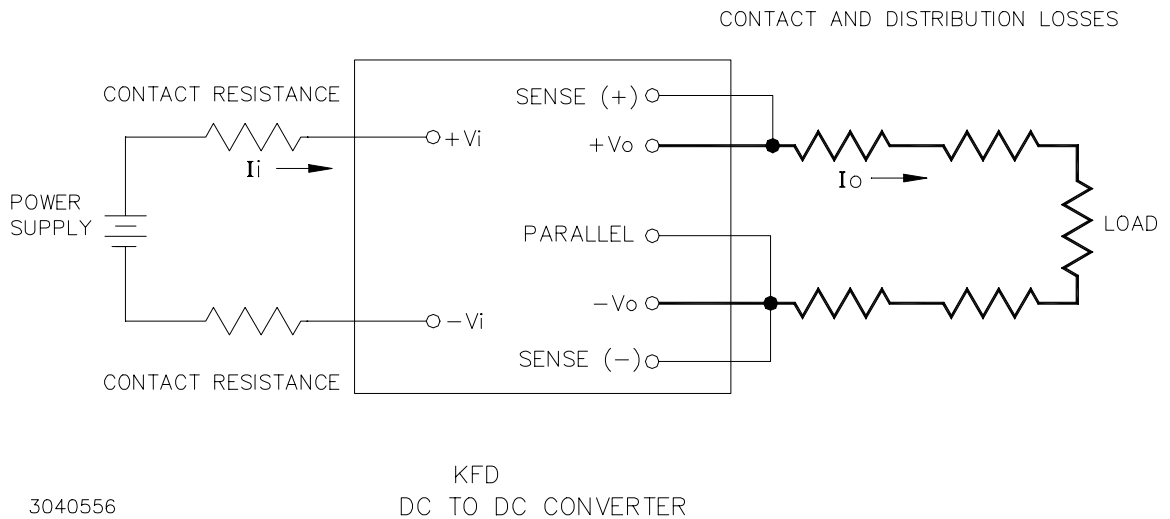 CONTACT AND DISTRIBUTION LOSSES
CONTACT RESISTANCE
SENSE (+)
+Vi
+Vo
Ii
Io
POWER
SUPPLY
PARALLEL
LOAD
-Vo
-Vi
SENSE (-)
CONTACT RESISTANCE
KFD
3040556
DC TO DC CONVERTER